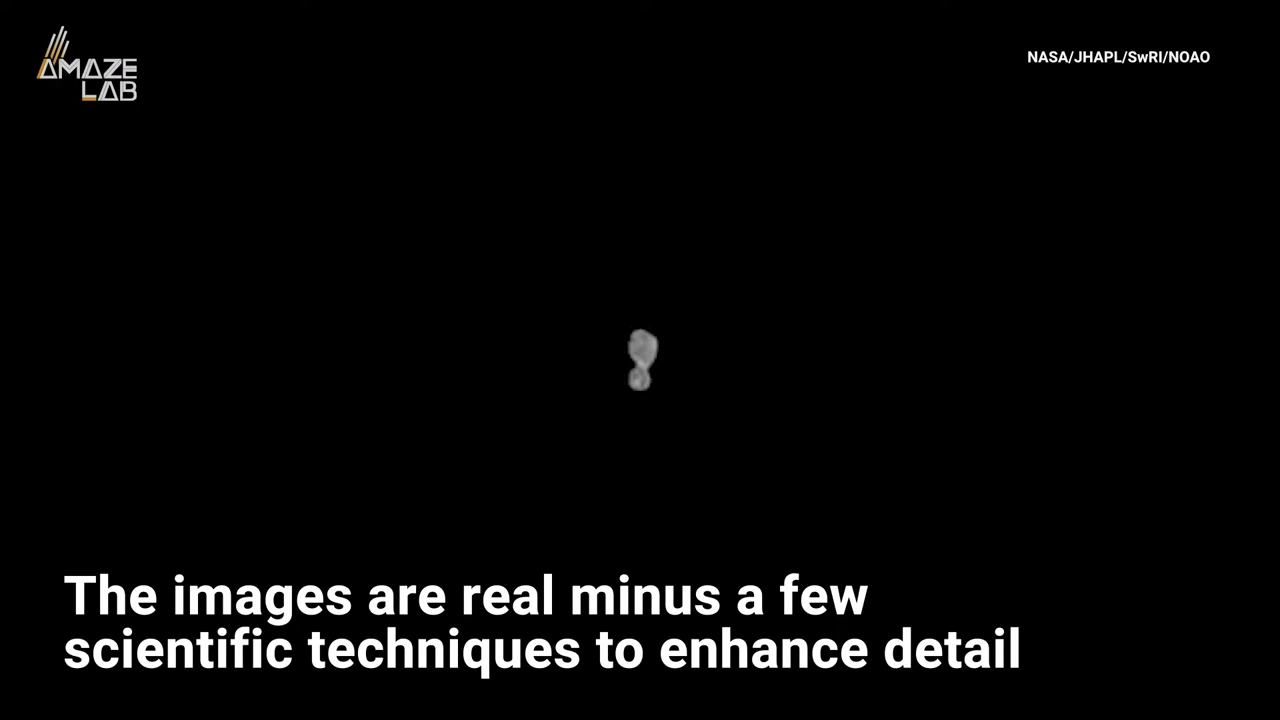 AMAZE
LAB
NASA/JHAPL/SwRI/NOAO
The images are real minus a few
scientific techniques to enhance detail